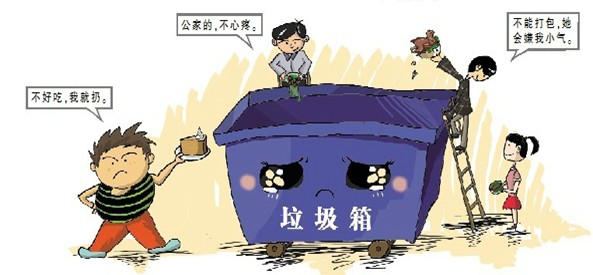 公家的，不心疼。
不能打包，她
会嫌我小气。
不好吃，我就扔。
垃圾箱